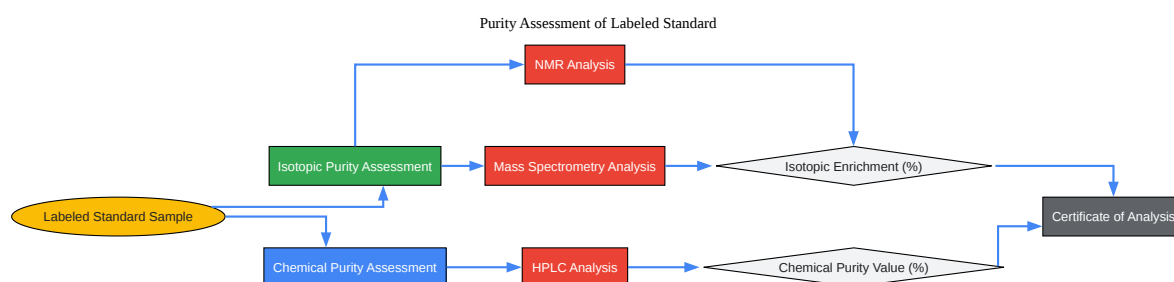 Purity Assessment of Labeled Standard
NMR Analysis
Isotopic Purity Assessment
Mass Spectrometry Analysis
Isotopic Enrichment (%)
Labeled Standard Sample
Certificate of Analysis
Chemical Purity Assessment
HPLC Analysis
Chemical Purity Value (%)